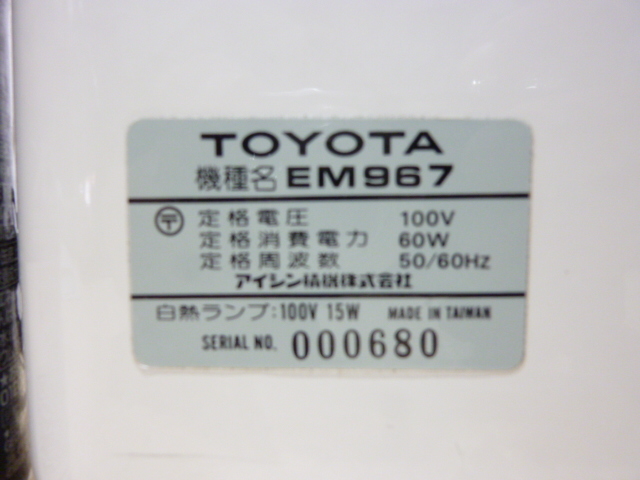 TOYOTA
機種名 EM967
〒 定格電圧 100V
定格消費電力 60W
定格周波数 50/60Hz
アイシン精機株式会社
白熱ランプ:100V 15W MADE IN TAIWAN
SERIAL NO. 000680